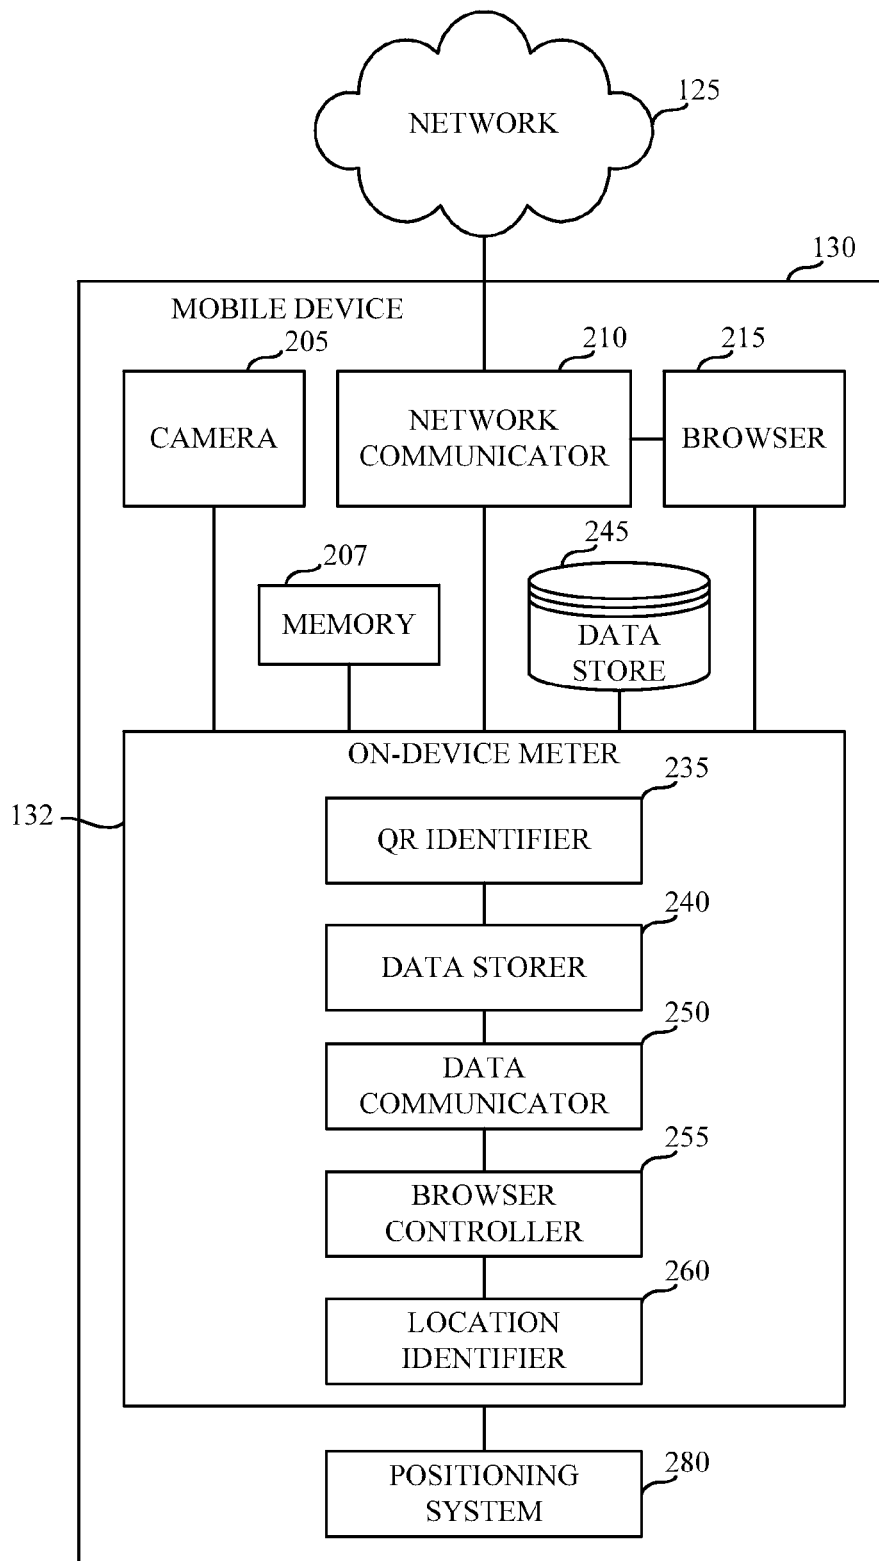 125
NETWORK
130
MOBILE DEVICE
205
210
215
CAMERA
NETWORK
COMMUNICATOR
BROWSER
207
245
MEMORY
DATA
STORE
ON-DEVICE METER
235
132
QR IDENTIFIER
240
DATA STORER
250
DATA
COMMUNICATOR
255
BROWSER
CONTROLLER
260
LOCATION
IDENTIFIER
POSITIONING
SYSTEM
280